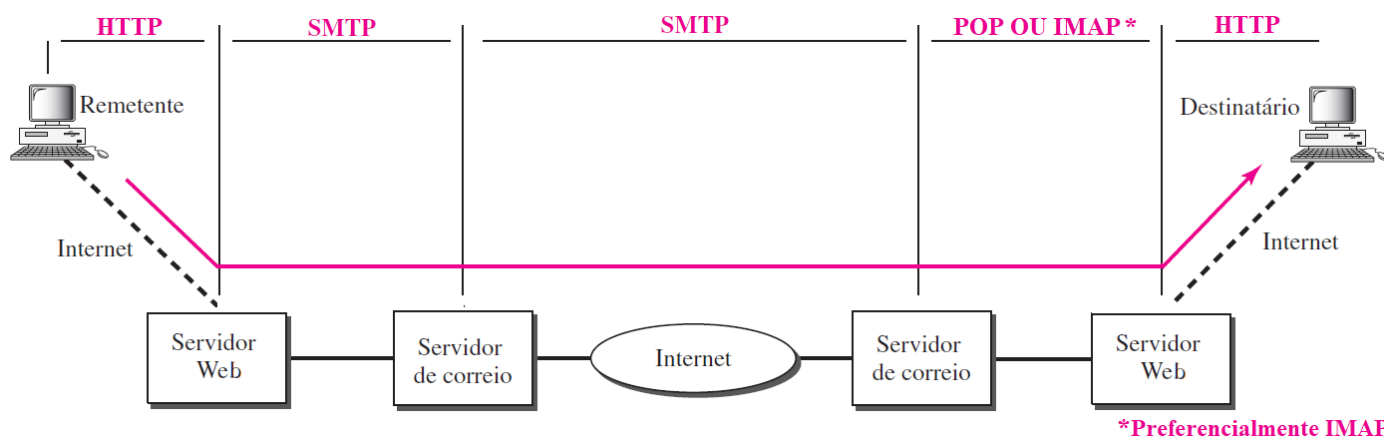 HTTP
SMTP
SMTP
POP OU IMAP *
HTTP
Remetente
Destinatário
Internet
Internet
Servidor
Web
Servidor
de correio
Internet
Servidor
de correio
Servidor
Web
*Preferencialmente IMAP